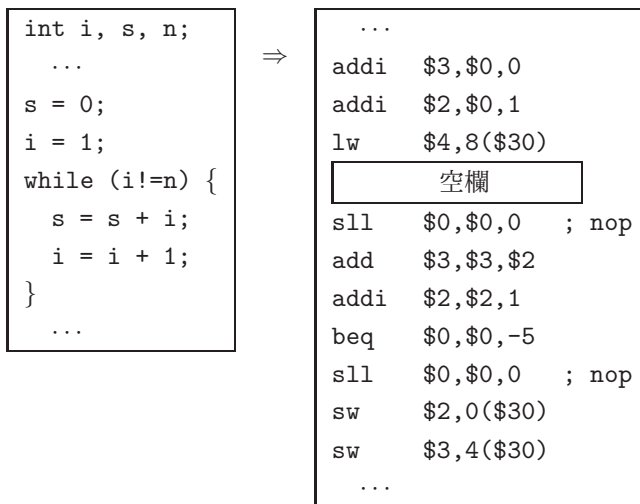 int i, s, n;
...
s = 0;
i = 1;
while (i!=n) {
s = s + i;
i = i + 1;
}
...
⇒
...
addi $3,$0,0
addi $2,$0,1
lw $4,8($30)
空欄
sll $0,$0,0 ; nop
add $3,$3,$2
addi $2,$2,1
beq $0,$0,-5
sll $0,$0,0 ; nop
sw $2,0($30)
sw $3,4($30)
...